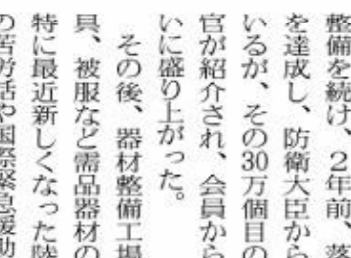 整備を続け、2年前、落
を達成し、防衛大臣から
いるが、その30万個目の
官が紹介され、会員から
いに盛り上がった。
その後、器材整備工場
具、被服など需品器材の
特に最近新しくなった陸
の苦労話や国際緊急援助